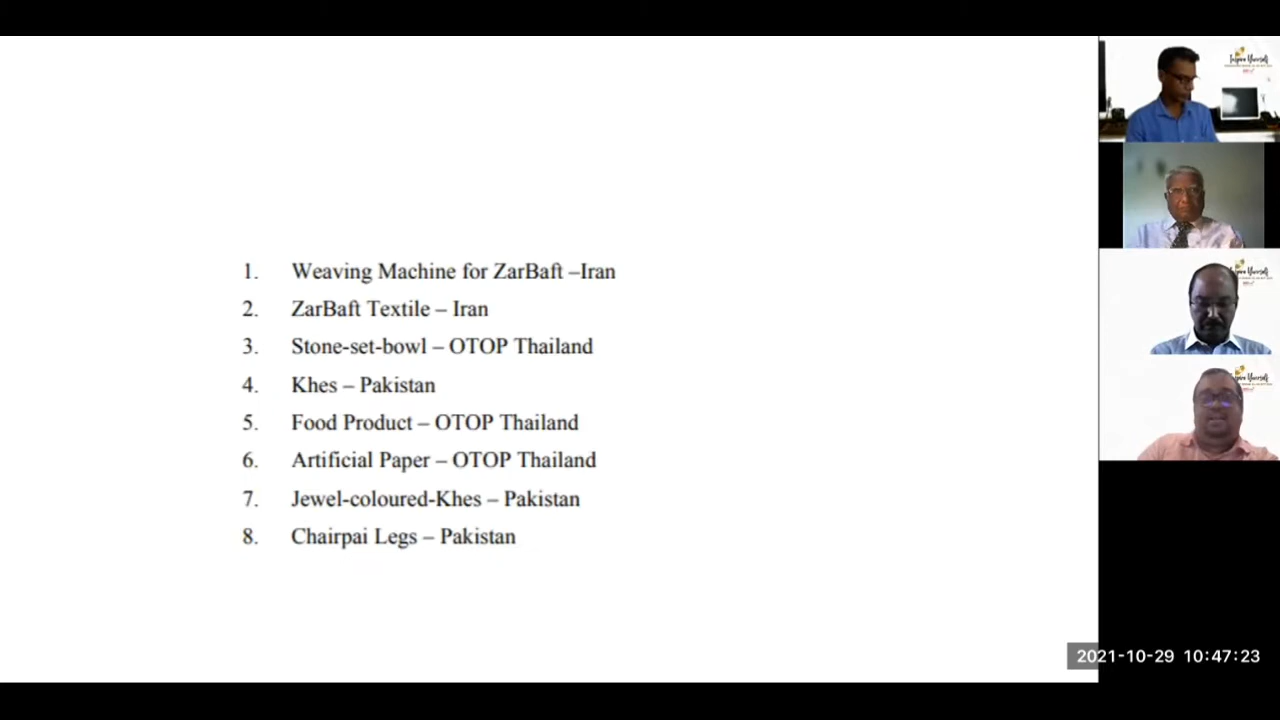 1. Weaving Machine for ZarBaft –Iran
2. ZarBaft Textile – Iran
3. Stone-set-bowl – OTOP Thailand
4. Khes – Pakistan
5. Food Product – OTOP Thailand
6. Artificial Paper – OTOP Thailand
7. Jewel-coloured-Khes – Pakistan
8. Chairpai Legs – Pakistan
2021-10-29 10:47:23